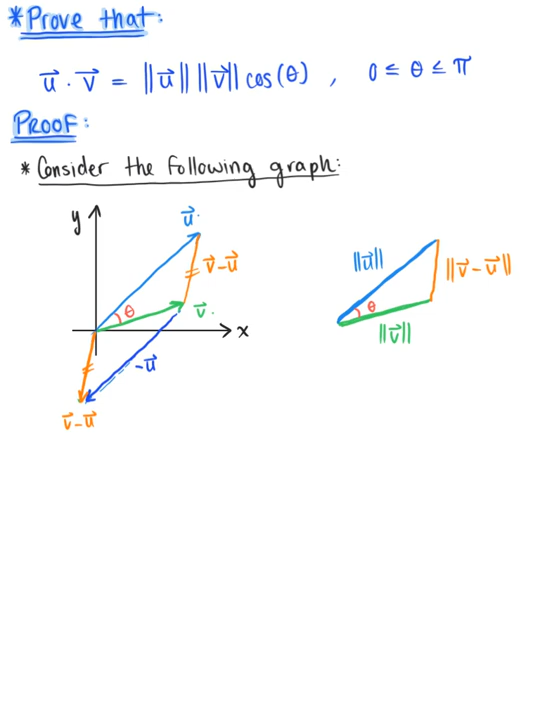 *Prove that:
u⃗ · v⃗ = ||u⃗|| ||v⃗|| cos(θ) , 0 ≤ θ ≤ π
PROOF:
* Consider the following graph:
y
u⃗.
v⃗-u⃗
θ
v⃗.
x
-u⃗
v⃗-u⃗
||u⃗||
||v⃗-u⃗||
θ
||v⃗||